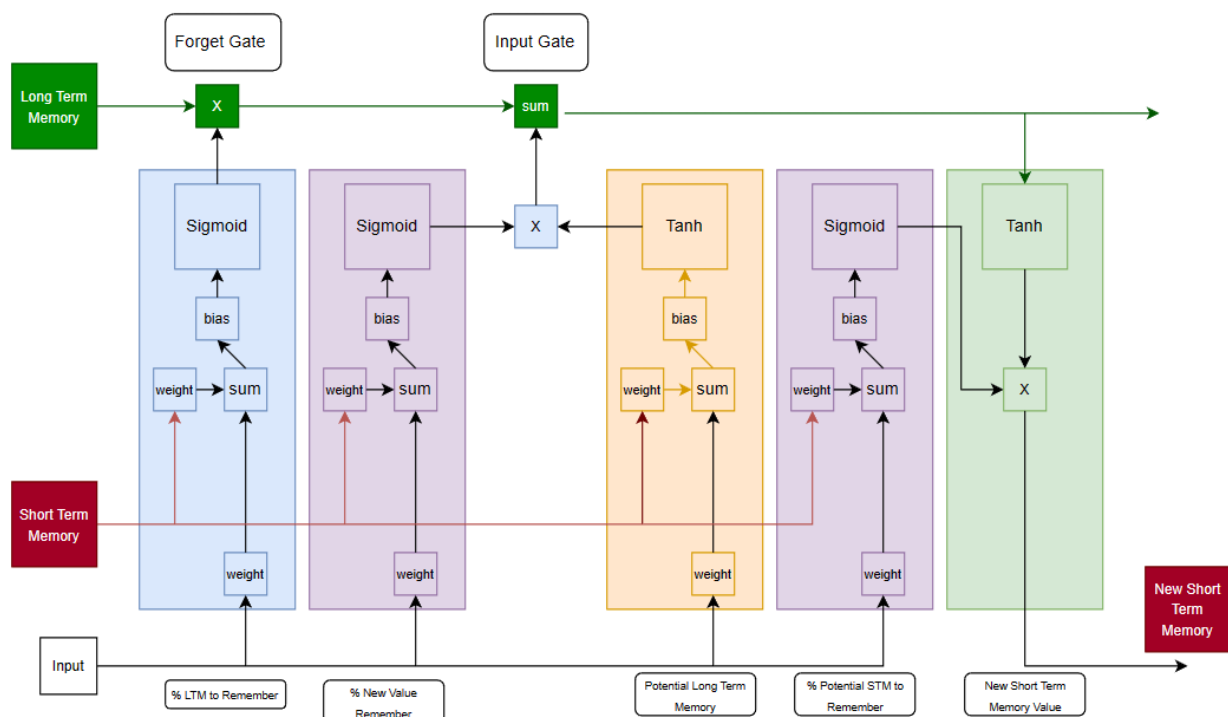 Forget Gate
Input Gate
Long Term
Memory
X
sum
Sigmoid
Sigmoid
X
Tanh
Sigmoid
Tanh
bias
bias
bias
bias
weight
sum
weight
sum
weight
sum
weight
sum
X
Short Term
Memory
weight
weight
weight
weight
New Short
Term
Memory
Input
% LTM to Remember
% New Value
Remember
Potential Long Term
Memory
% Potential STM to
Remember
New Short Term
Memory Value